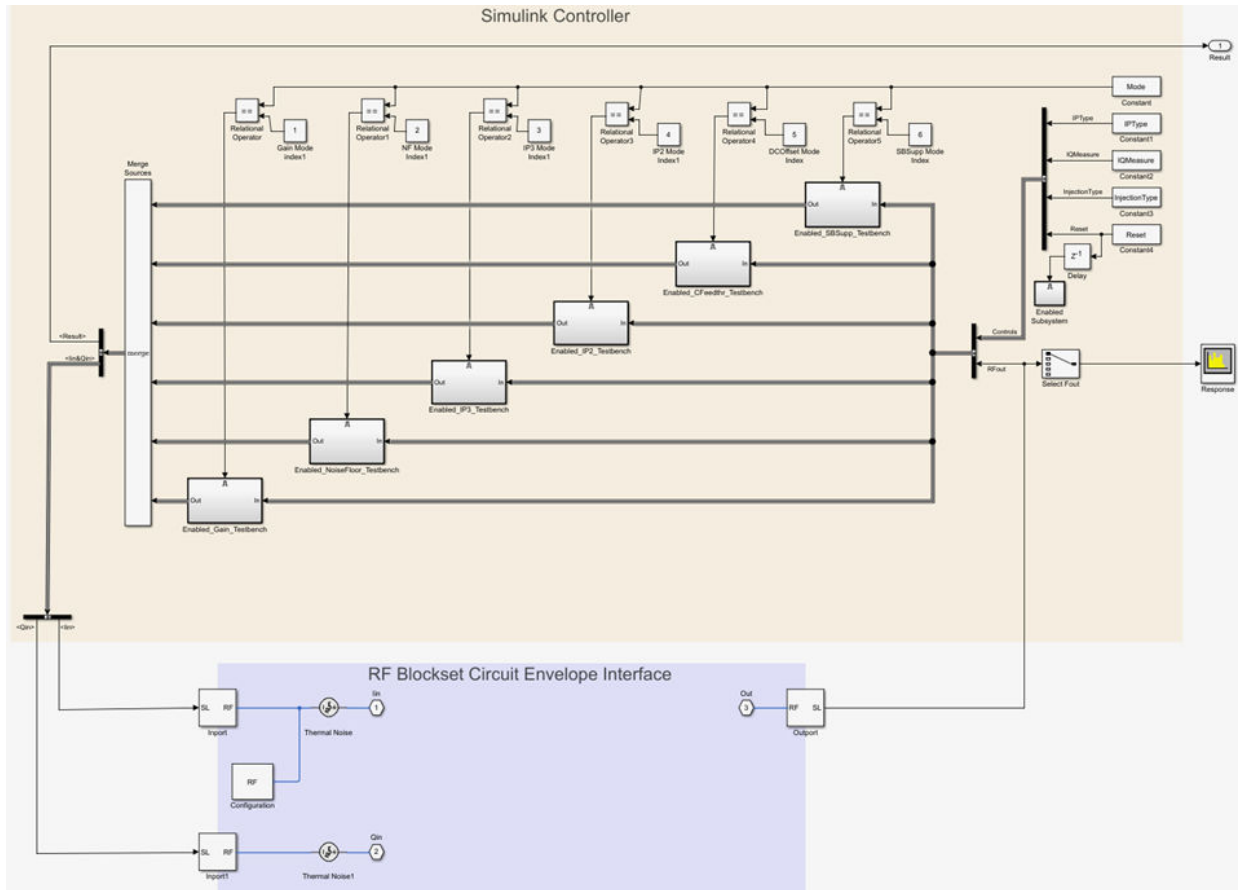 Simulink Controller
1
Result
Mode
Constant
==
Relational
Operator
1
Gain Mode
Index1
==
Relational
Operator1
2
NF Mode
Index1
==
Relational
Operator2
3
IP3 Mode
Index1
==
Relational
Operator3
4
IP2 Mode
Index1
==
Relational
Operator4
5
DCOffset Mode
Index
==
Relational
Operator5
6
SBSupp Mode
Index
IPType
IPType
Constant1
IQMeasure
IQMeasure
Constant2
InjectionType
InjectionType
Constant3
Reset
Reset
Constant4
Z-1
Delay
Enabled
Subsystem
Merge
Sources
Out
In
Enabled_SBSupp_Testbench
Out
In
Enabled_CFeedthr_Testbench
Out
In
Enabled_IP2_Testbench
Out
In
Enabled_IP3_Testbench
Out
In
Enabled_NoiseFloor_Testbench
Out
In
Enabled_Gain_Testbench
Controls
RFout
Select Fout
Response
<Result>
<Iin&Qin>
<Qin>
<Iin>
RF Blockset Circuit Envelope Interface
SL
RF
Inport
Thermal Noise
Iin
1
RF
Configuration
Out
3
RF
SL
Outport
SL
RF
Inport1
Thermal Noise1
Qin
2